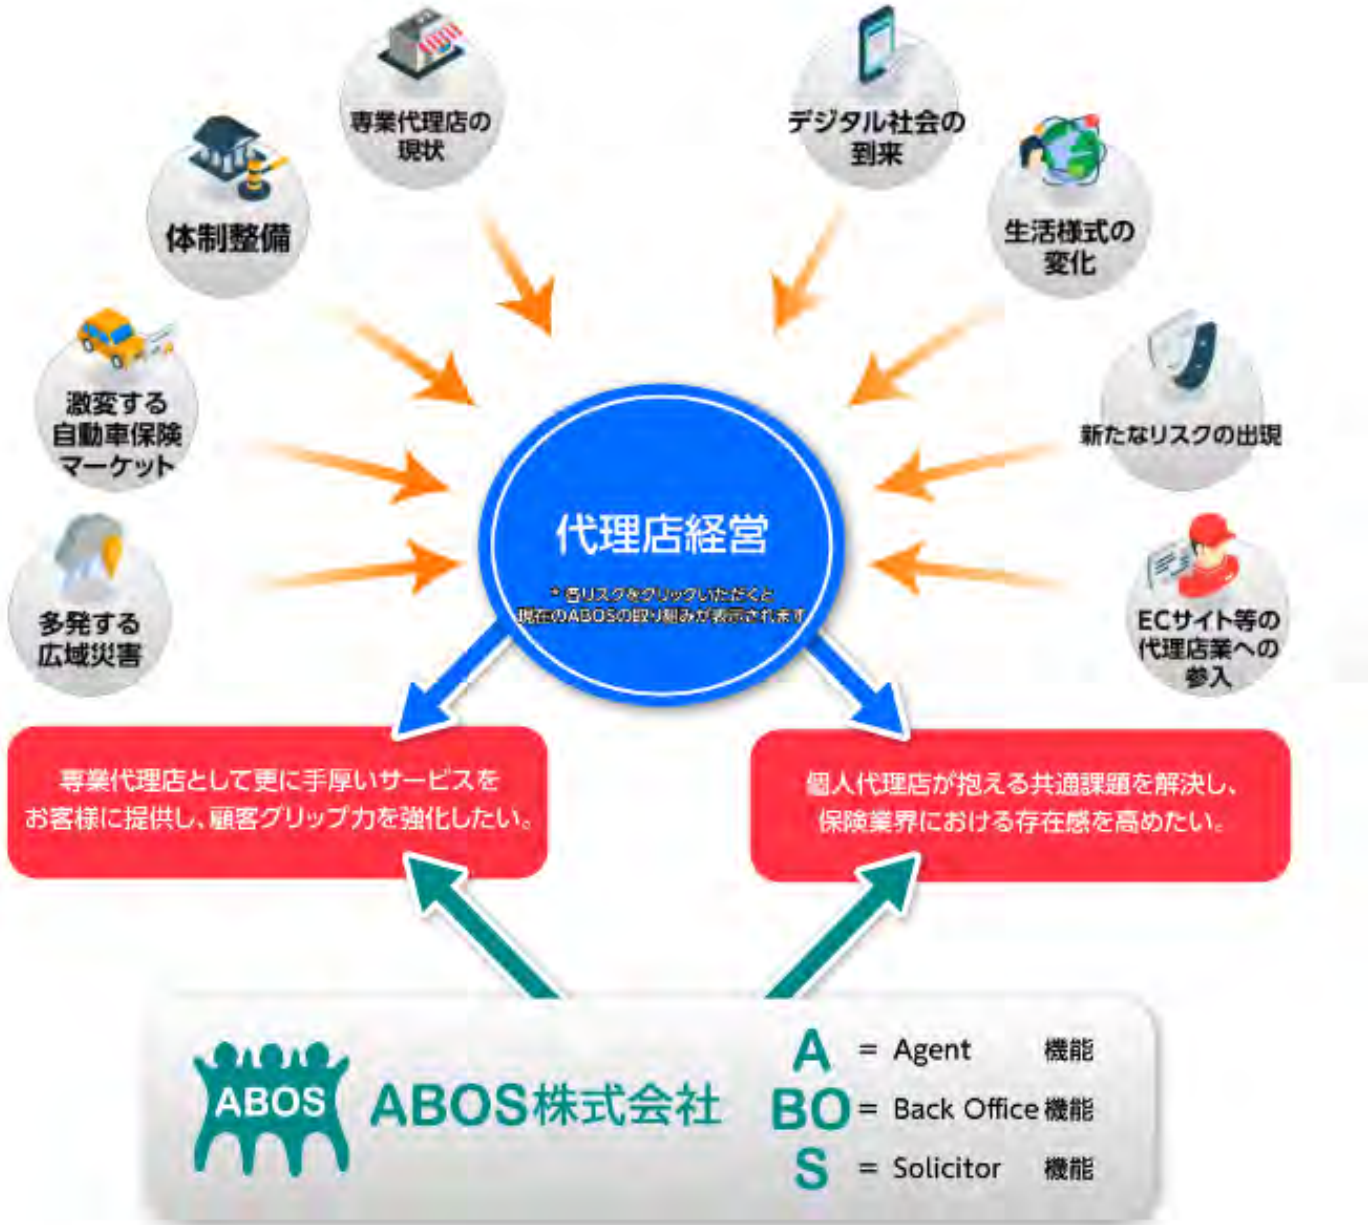 専業代理店の
現状
デジタル社会の
到来
体制整備
生活様式の
変化
激変する
自動車保険
マーケット
新たなリスクの出現
多発する
広域災害
ECサイト等の
代理店業への
参入
代理店経営
* 各リスクをクリックいただくと
現在のABOSの取り組みが表示されます
専業代理店として更に手厚いサービスを
お客様に提供し、顧客グリップ力を強化したい。
個人代理店が抱える共通課題を解決し、
保険業界における存在感を高めたい。
ABOS
ABOS株式会社
A = Agent 機能
BO = Back Office 機能
S = Solicitor 機能